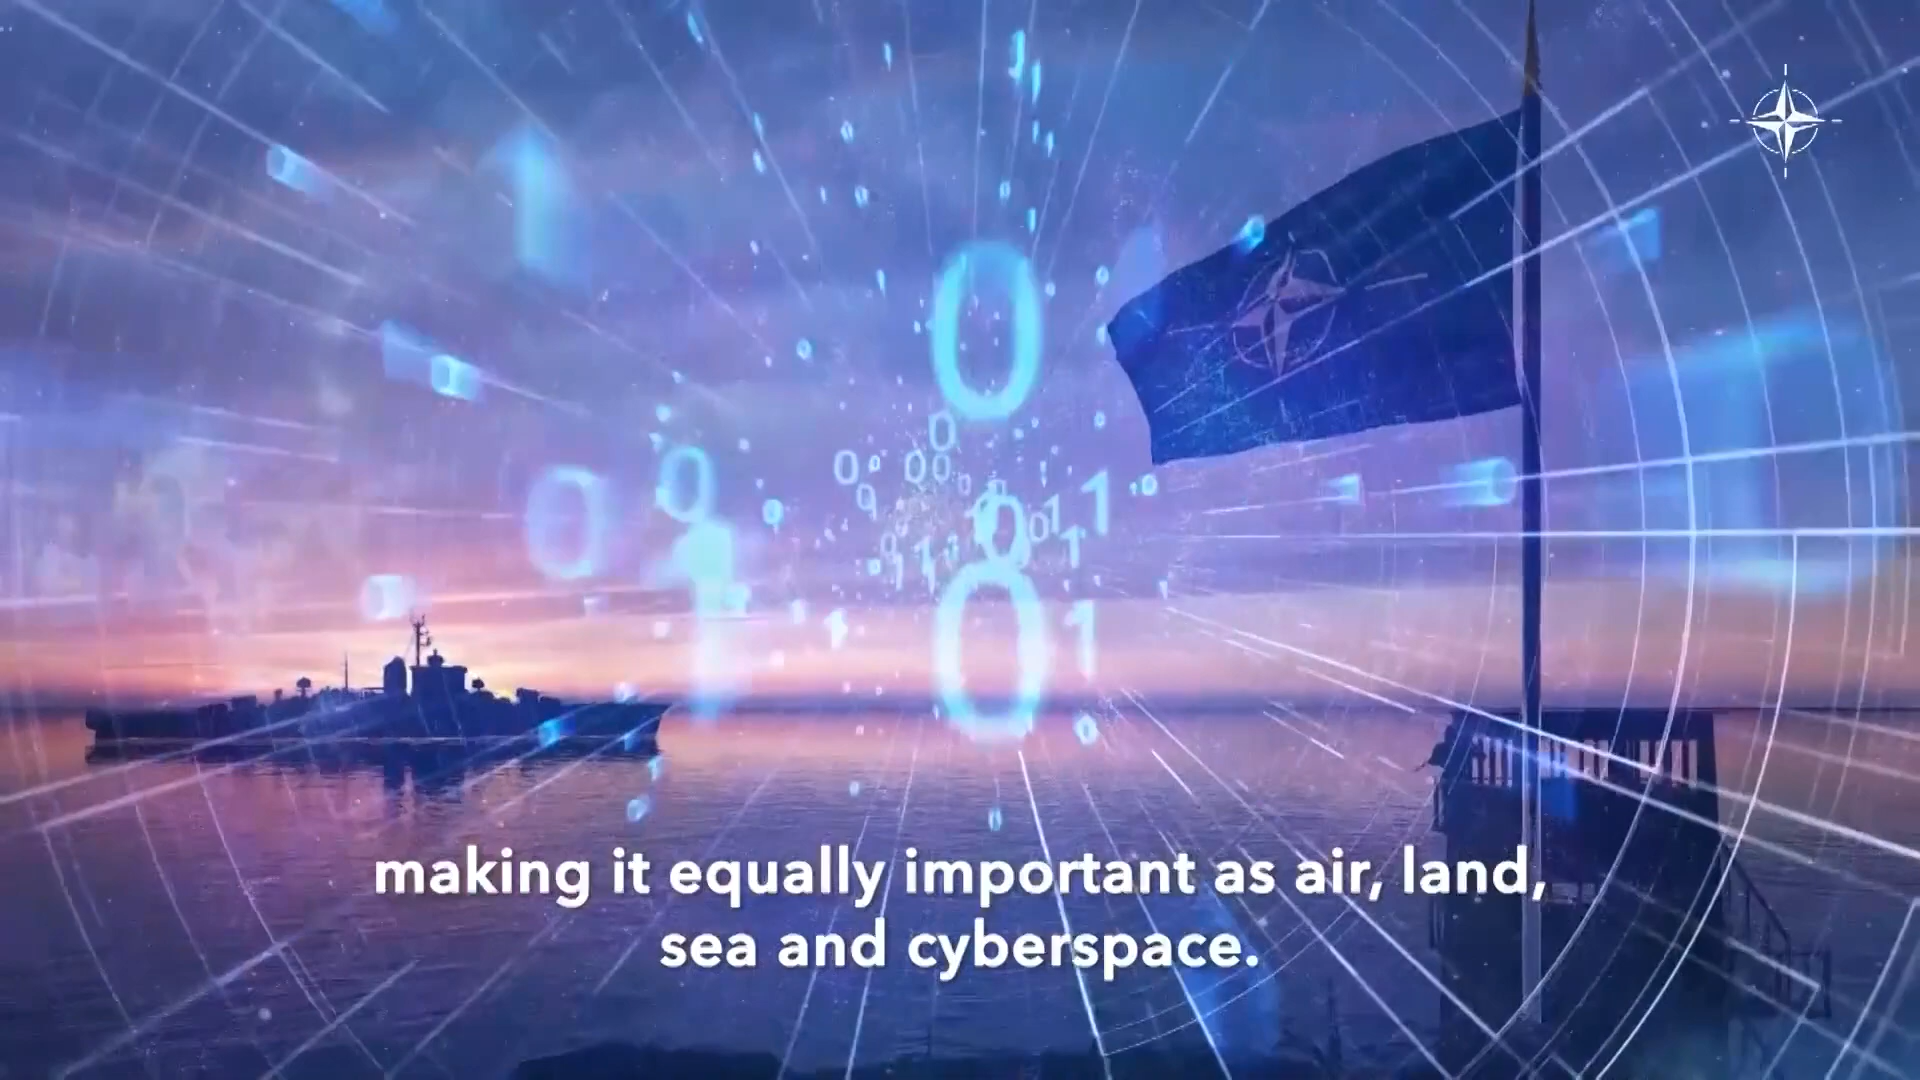 making it equally important as air, land,
sea and cyberspace.